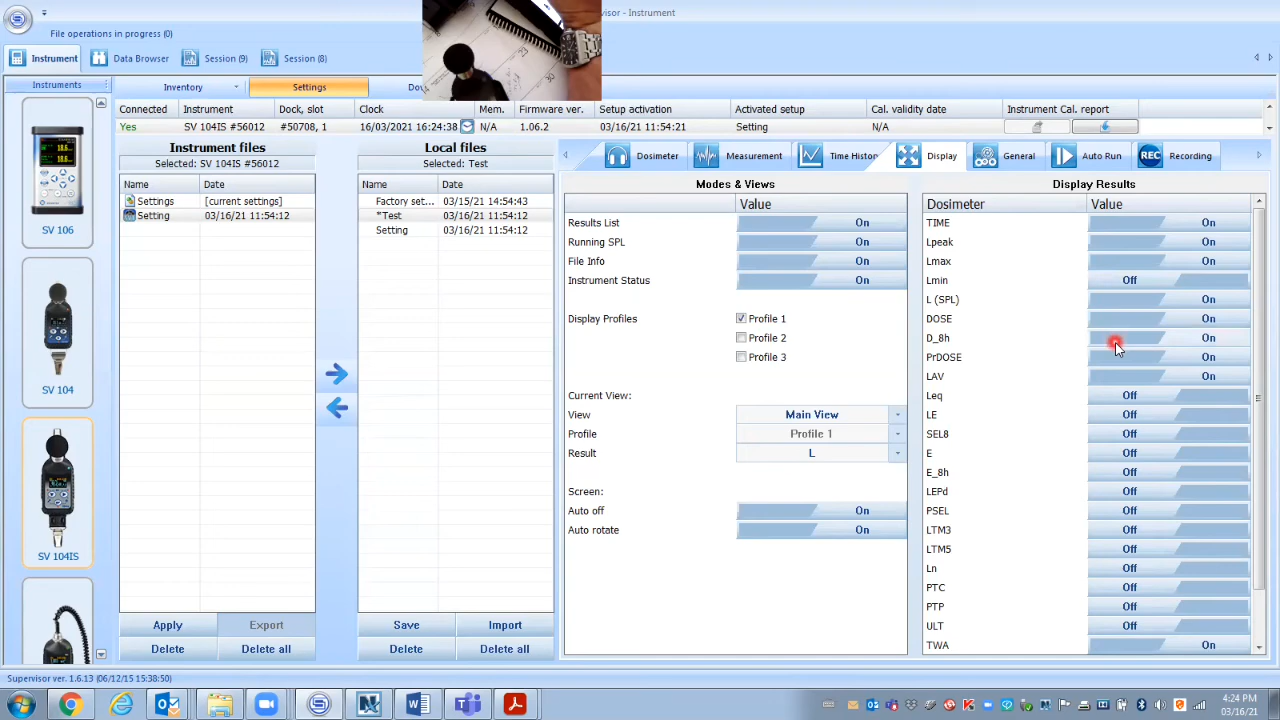 visor - Instrument
File operations in progress (0)
Instrument
Data Browser
Session (9)
Session (8)
Instruments
Inventory
Settings
Connected Instrument Dock, slot Clock Mem. Firmware ver. Setup activation Activated setup Cal. validity date Instrument Cal. report
Yes SV 104IS #56012 #50708, 1 16/03/2021 16:24:38 N/A 1.06.2 03/16/21 11:54:21 Setting N/A
Instrument files
Selected: SV 104IS #56012
Name Date
Settings [current settings]
Setting 03/16/21 11:54:12
Apply Export
Delete Delete all
Local files
Selected: Test
Name Date
Factory set... 03/15/21 14:54:43
*Test 03/16/21 11:54:12
Setting 03/16/21 11:54:12
Save Import
Delete Delete all
SV 106
SV 104
SV 104IS
Dosimeter Measurement Time Histor Display General Auto Run REC Recording
Modes & Views
Value
Results List On
Running SPL On
File Info On
Instrument Status On
Display Profiles Profile 1
Profile 2
Profile 3
Current View:
View Main View
Profile Profile 1
Result L
Screen:
Auto off On
Auto rotate On
Display Results
Dosimeter Value
TIME On
Lpeak On
Lmax On
Lmin Off
L (SPL) On
DOSE On
D_8h On
PrDOSE On
LAV On
Leq Off
LE Off
SEL8 Off
E Off
E_8h Off
LEPd Off
PSEL Off
LTM3 Off
LTM5 Off
Ln Off
PTC Off
PTP Off
ULT Off
TWA On
Supervisor ver. 1.6.13 (06/12/15 15:38:50)
4:24 PM
03/16/21